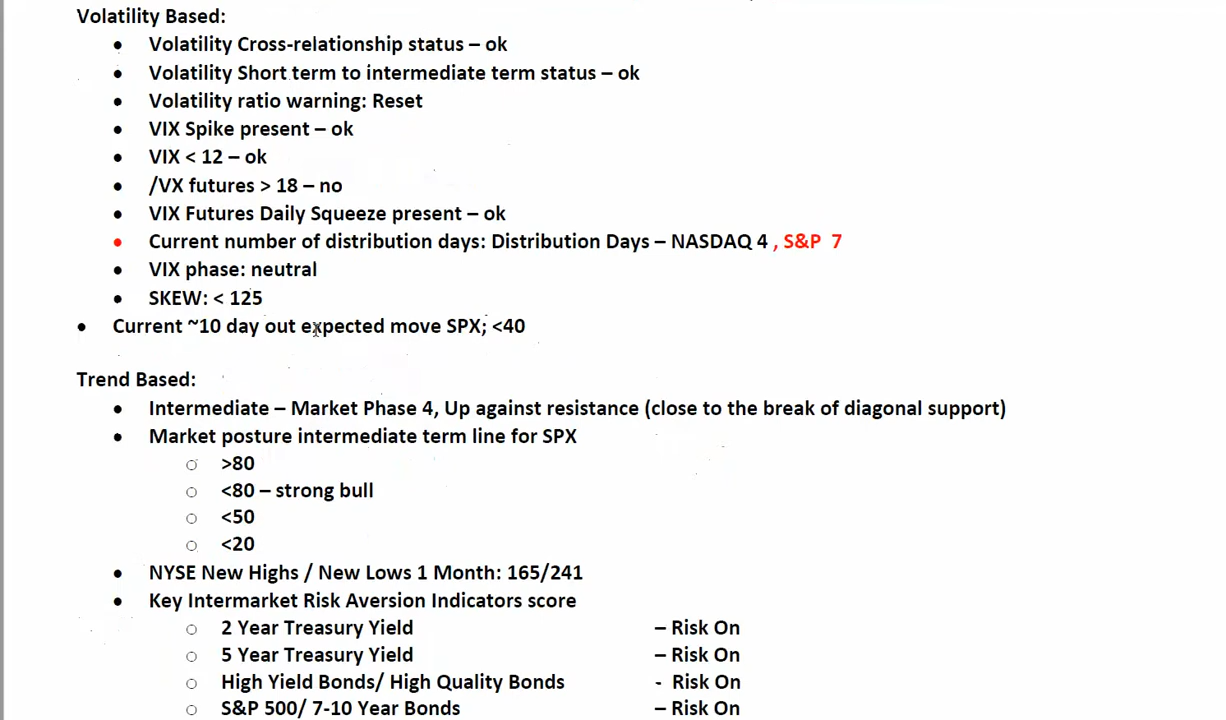 Volatility Based:
• Volatility Cross-relationship status – ok
• Volatility Short term to intermediate term status – ok
• Volatility ratio warning: Reset
• VIX Spike present – ok
• VIX < 12 – ok
• /VX futures > 18 – no
• VIX Futures Daily Squeeze present – ok
• Current number of distribution days: Distribution Days – NASDAQ 4 , S&P 7
• VIX phase: neutral
• SKEW: < 125
• Current ~10 day out expected move SPX; <40
Trend Based:
• Intermediate – Market Phase 4, Up against resistance (close to the break of diagonal support)
• Market posture intermediate term line for SPX
○ >80
○ <80 – strong bull
○ <50
○ <20
• NYSE New Highs / New Lows 1 Month: 165/241
• Key Intermarket Risk Aversion Indicators score
○ 2 Year Treasury Yield – Risk On
○ 5 Year Treasury Yield – Risk On
○ High Yield Bonds/ High Quality Bonds - Risk On
○ S&P 500/ 7-10 Year Bonds – Risk On